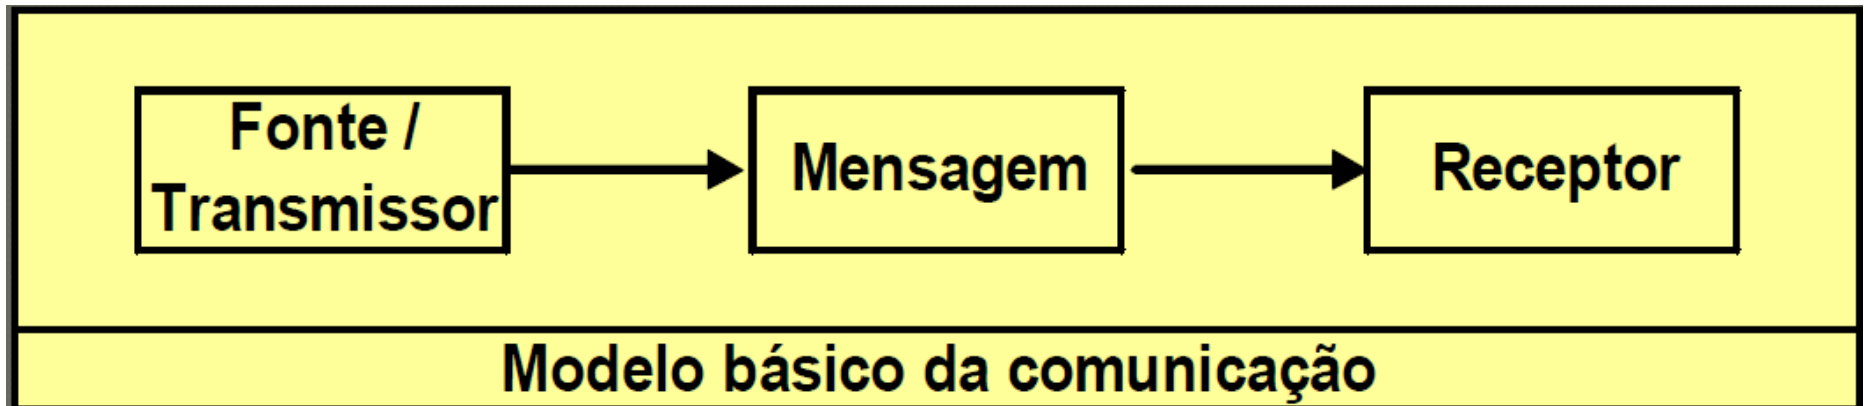 Fonte /
Transmissor
Mensagem
Receptor
Modelo básico da comunicação